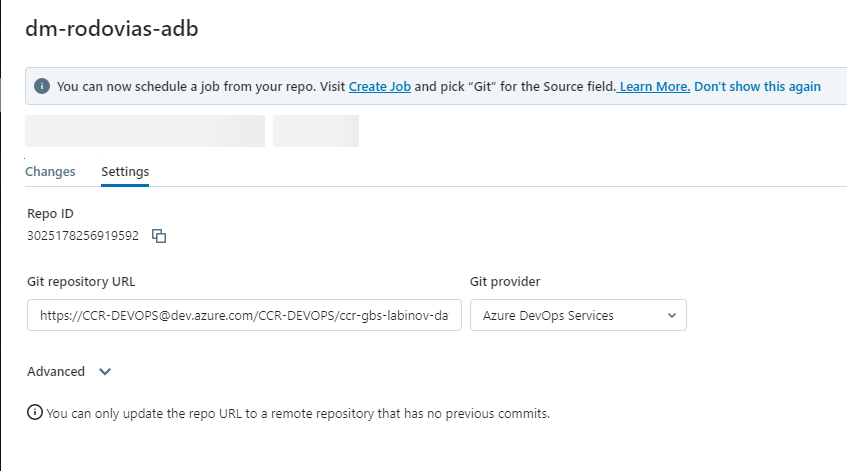 dm-rodovias-adb
You can now schedule a job from your repo. Visit Create Job and pick “Git” for the Source field. Learn More. Don't show this again
Changes Settings
Repo ID
3025178256919592
Git repository URL Git provider
https://CCR-DEVOPS@dev.azure.com/CCR-DEVOPS/ccr-gbs-labinov-da Azure DevOps Services
Advanced
You can only update the repo URL to a remote repository that has no previous commits.